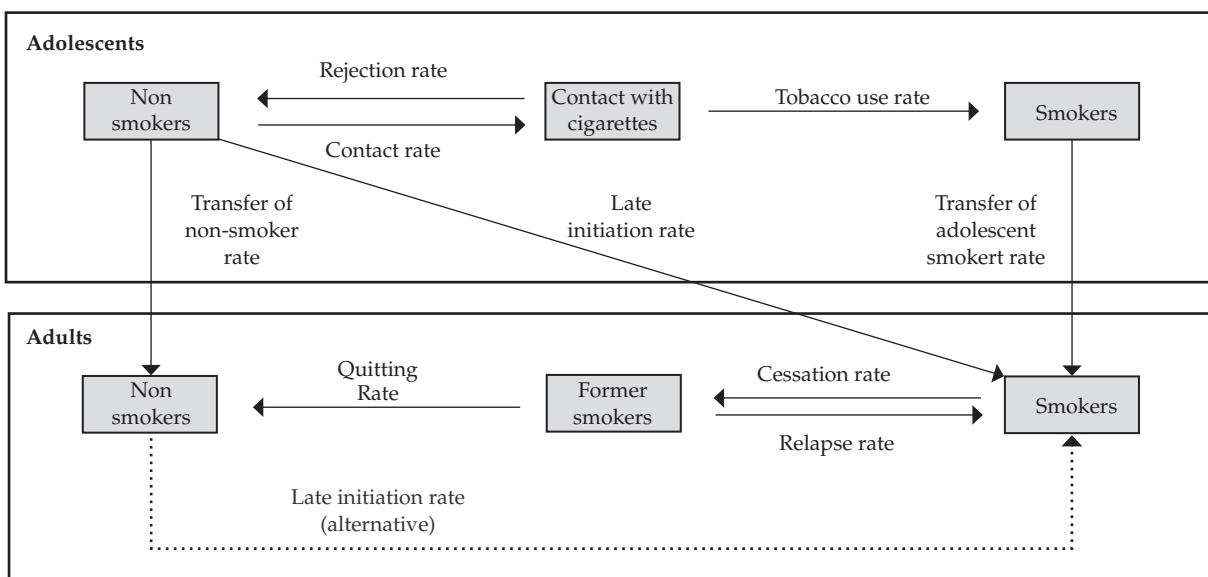 Adolescents
Rejection rate
Non
smokers
Contact with
cigarettes
Tobacco use rate
Smokers
Contact rate
Transfer of
non-smoker
rate
Late
initiation rate
Transfer of
adolescent
smokert rate
Adults
Non
smokers
Quitting
Rate
Former
smokers
Cessation rate
Smokers
Relapse rate
Late initiation rate
(alternative)